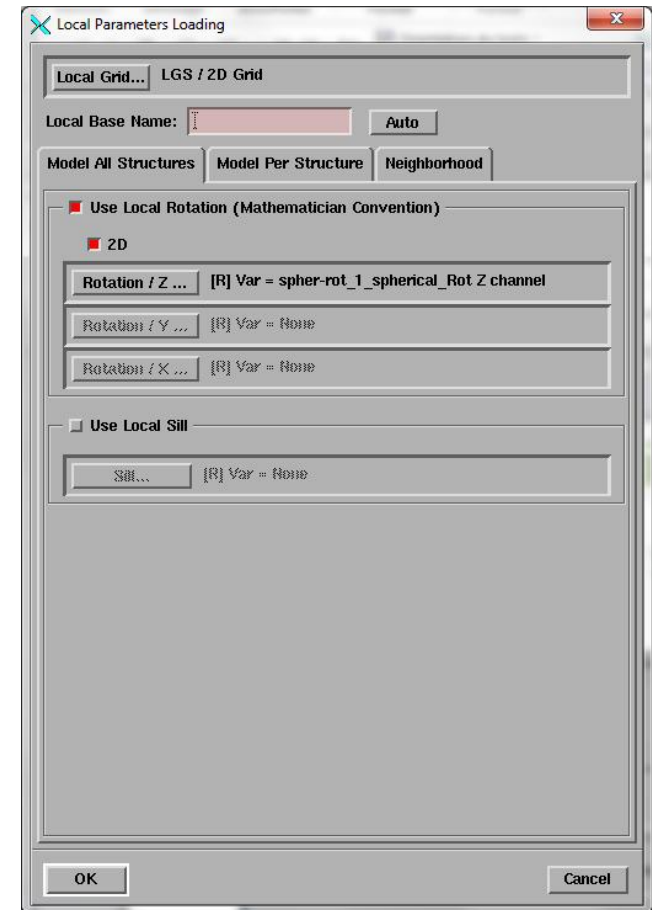 Local Parameters Loading
Local Grid... LGS / 2D Grid
Local Base Name: Auto
Model All Structures Model Per Structure Neighborhood
Use Local Rotation (Mathematician Convention)
2D
Rotation / Z ... [R] Var = spher-rot_1_spherical_Rot Z channel
Rotation / Y ... [R] Var = None
Rotation / X ... [R] Var = None
Use Local Sill
Sill... [R] Var = None
OK Cancel